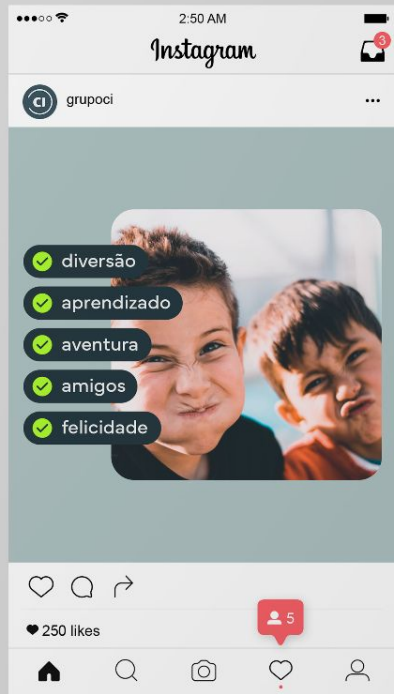 2:50 AM
Instagram
3
CI
grupoci
diversão
aprendizado
aventura
amigos
felicidade
250 likes
5